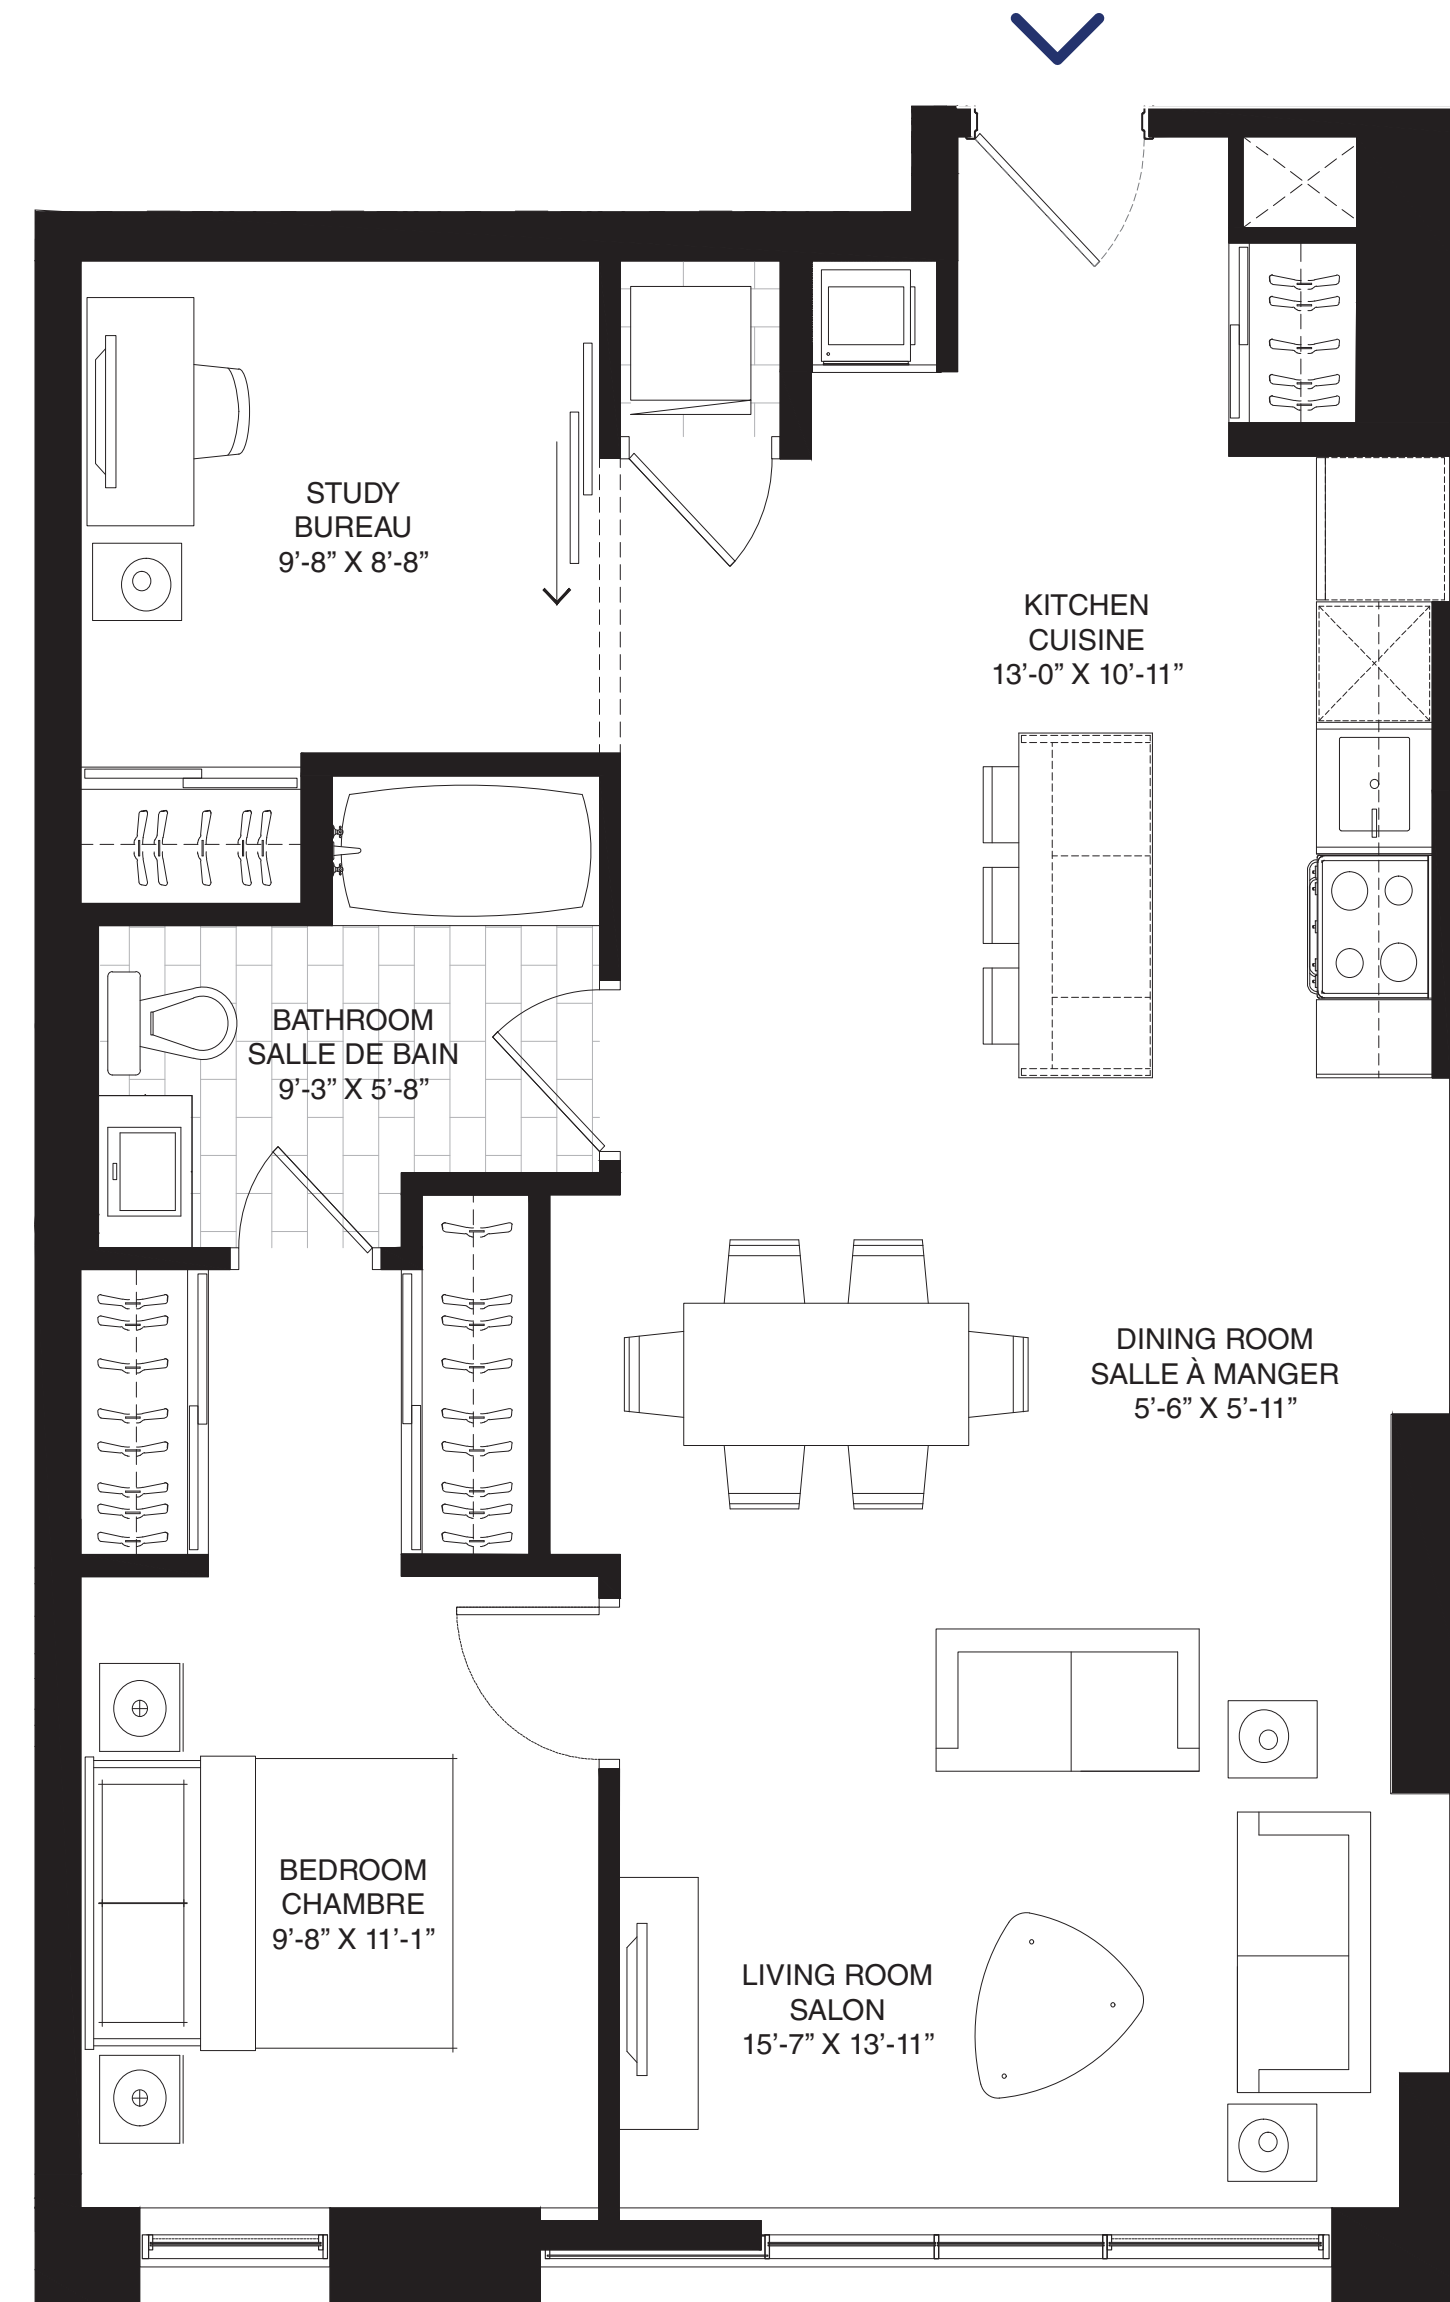 STUDY
BUREAU
9’-8” X 8’-8”
KITCHEN
CUISINE
13’-0” X 10’-11”
BATHROOM
SALLE DE BAIN
9’-3” X 5’-8”
DINING ROOM
SALLE À MANGER
5’-6” X 5’-11”
BEDROOM
CHAMBRE
9’-8” X 11’-1”
LIVING ROOM
SALON
15’-7” X 13’-11”